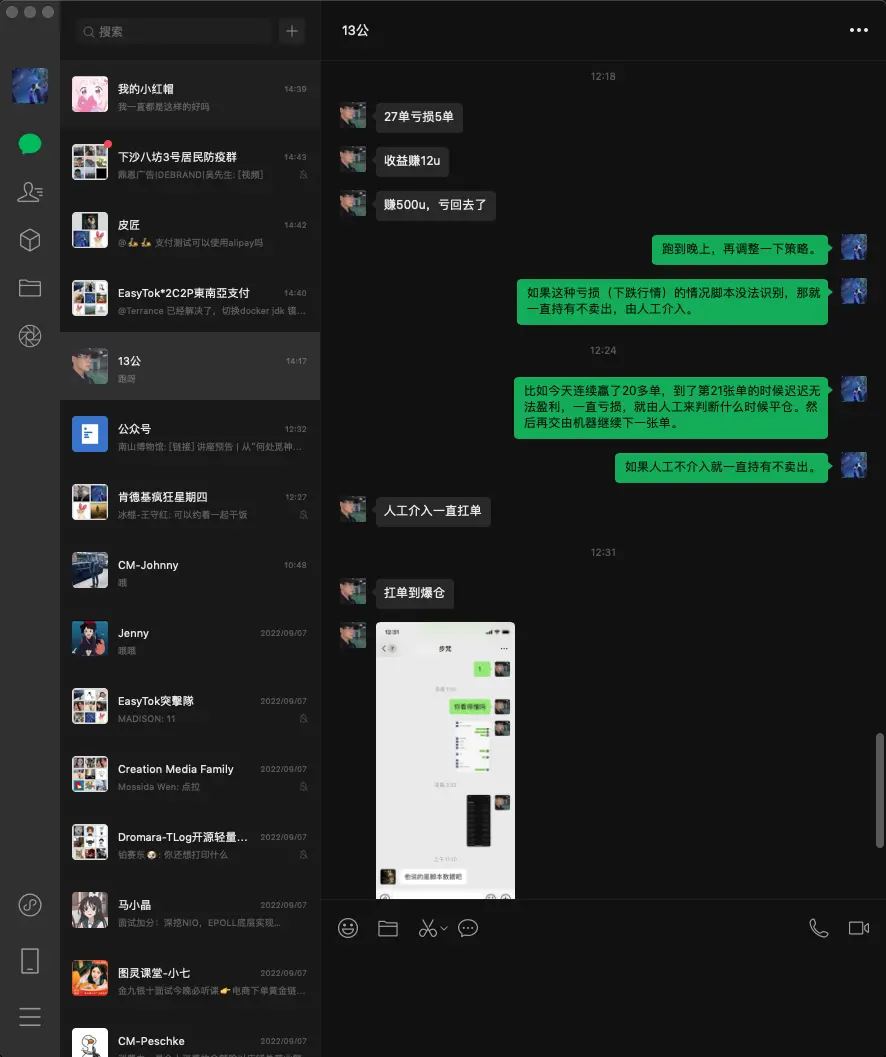 搜索
我的小红帽
14:39
我一直都是这样的好吗
下沙八坊3号居民防疫群
14:43
鼎恩广告|DEBRAND|吴先生: [视频]
皮匠
14:42
@🛵🛵 支付测试可以使用alipay吗
EasyTok*2C2P東南亞支付
14:40
@Terrance 已经解决了，切换docker jdk 镜...
13公
14:17
跑呀
公众号
12:32
南山博物馆: [链接] 讲座预告丨从“何处觅神...
肯德基疯狂星期四
12:27
冰框-王守红: 可以约着一起干饭
CM-Johnny
10:48
哦
Jenny
2022/09/07
哦哦
EasyTok突擊隊
2022/09/07
MADISON: 11
Creation Media Family
2022/09/07
Mossida Wen: 点拉
Dromara-TLog开源轻量...
2022/09/07
铂赛东🐶: 你还想打印什么
马小晶
2022/09/07
面试加分：深挖NIO，EPOLL底层实现...
图灵课堂-小七
2022/09/07
金九银十面试今晚必听课👉电商下单黄金链...
CM-Peschke
2022/09/07
13公
12:18
27单亏损5单
收益赚12u
赚500u，亏回去了
跑到晚上，再调整一下策略。
如果这种亏损（下跌行情）的情况脚本没法识别，那就
一直持有不卖出，由人工介入。
12:24
比如今天连续赢了20多单，到了第21张单的时候迟迟无
法盈利，一直亏损，就由人工来判断什么时候平仓。然
后再交由机器继续下一张单。
如果人工不介入就一直持有不卖出。
人工介入一直扛单
12:31
扛单到爆仓
12:31
步梵
1
你看得懂吗
上午 11:10
他说的是脚本数据吧